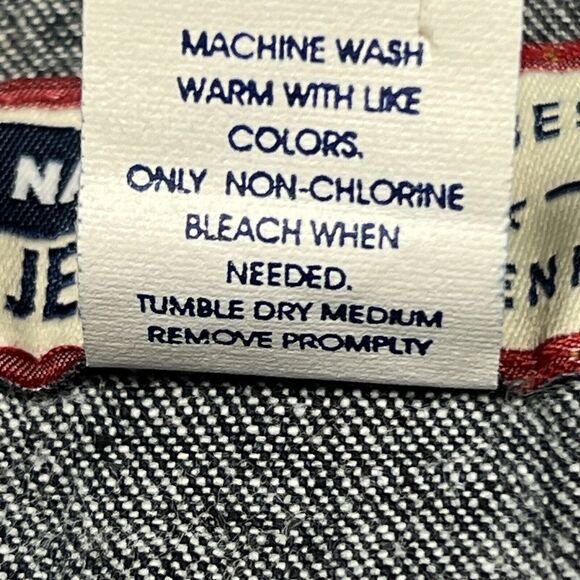 MACHINE WASH
WARM WITH LIKE
COLORS.
ONLY NON-CHLORINE
BLEACH WHEN
NEEDED.
TUMBLE DRY MEDIUM
REMOVE PROMPLTY